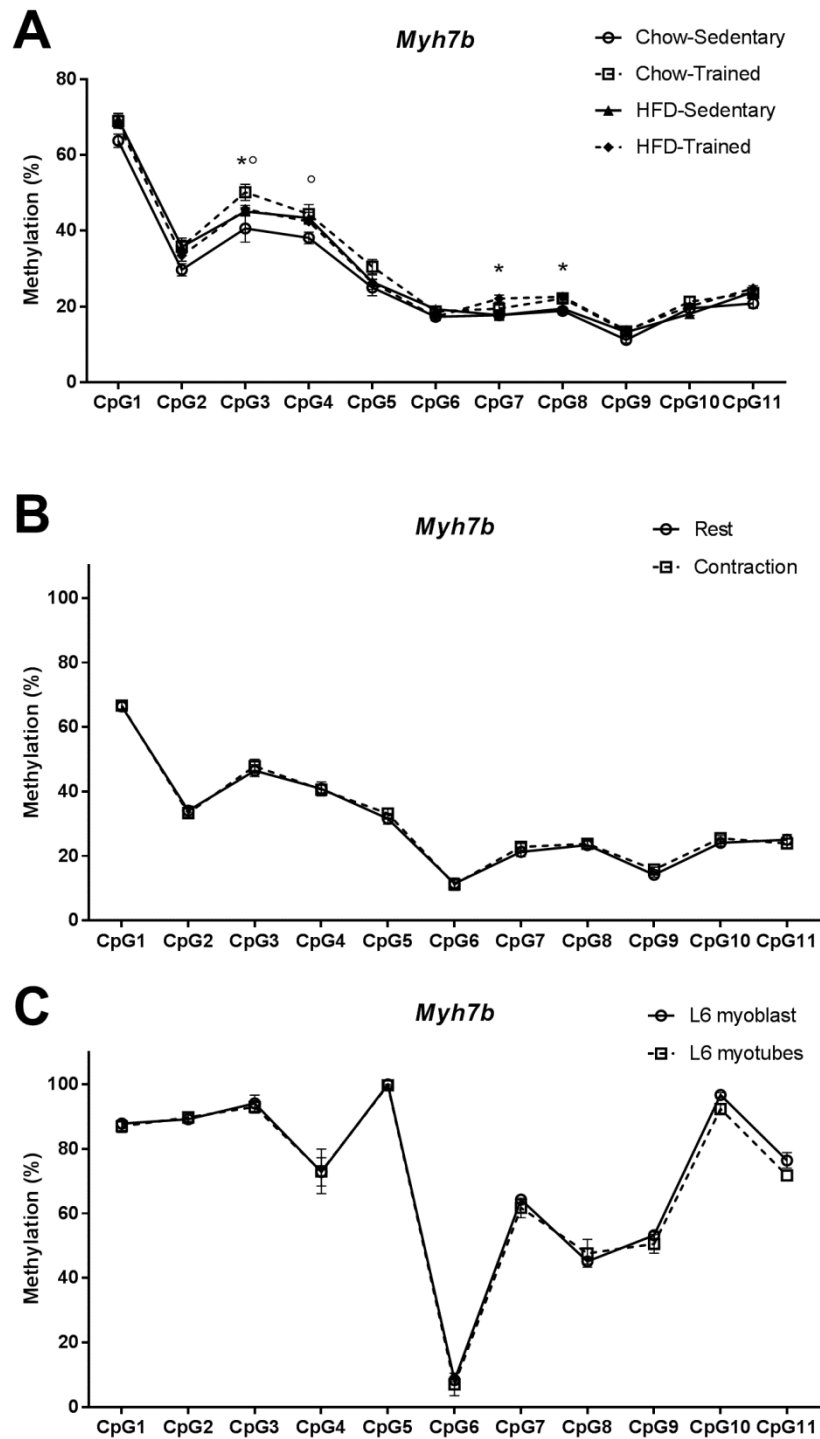 A
Myh7b
Chow-Sedentary
Chow-Trained
HFD-Sedentary
HFD-Trained
Methylation (%)
80
60
40
20
0
*○
○
*
*
CpG1 CpG2 CpG3 CpG4 CpG5 CpG6 CpG7 CpG8 CpG9 CpG10 CpG11
B
Myh7b
Rest
Contraction
Methylation (%)
100
80
60
40
20
0
CpG1 CpG2 CpG3 CpG4 CpG5 CpG6 CpG7 CpG8 CpG9 CpG10 CpG11
C
Myh7b
L6 myoblast
L6 myotubes
Methylation (%)
100
80
60
40
20
0
CpG1 CpG2 CpG3 CpG4 CpG5 CpG6 CpG7 CpG8 CpG9 CpG10 CpG11